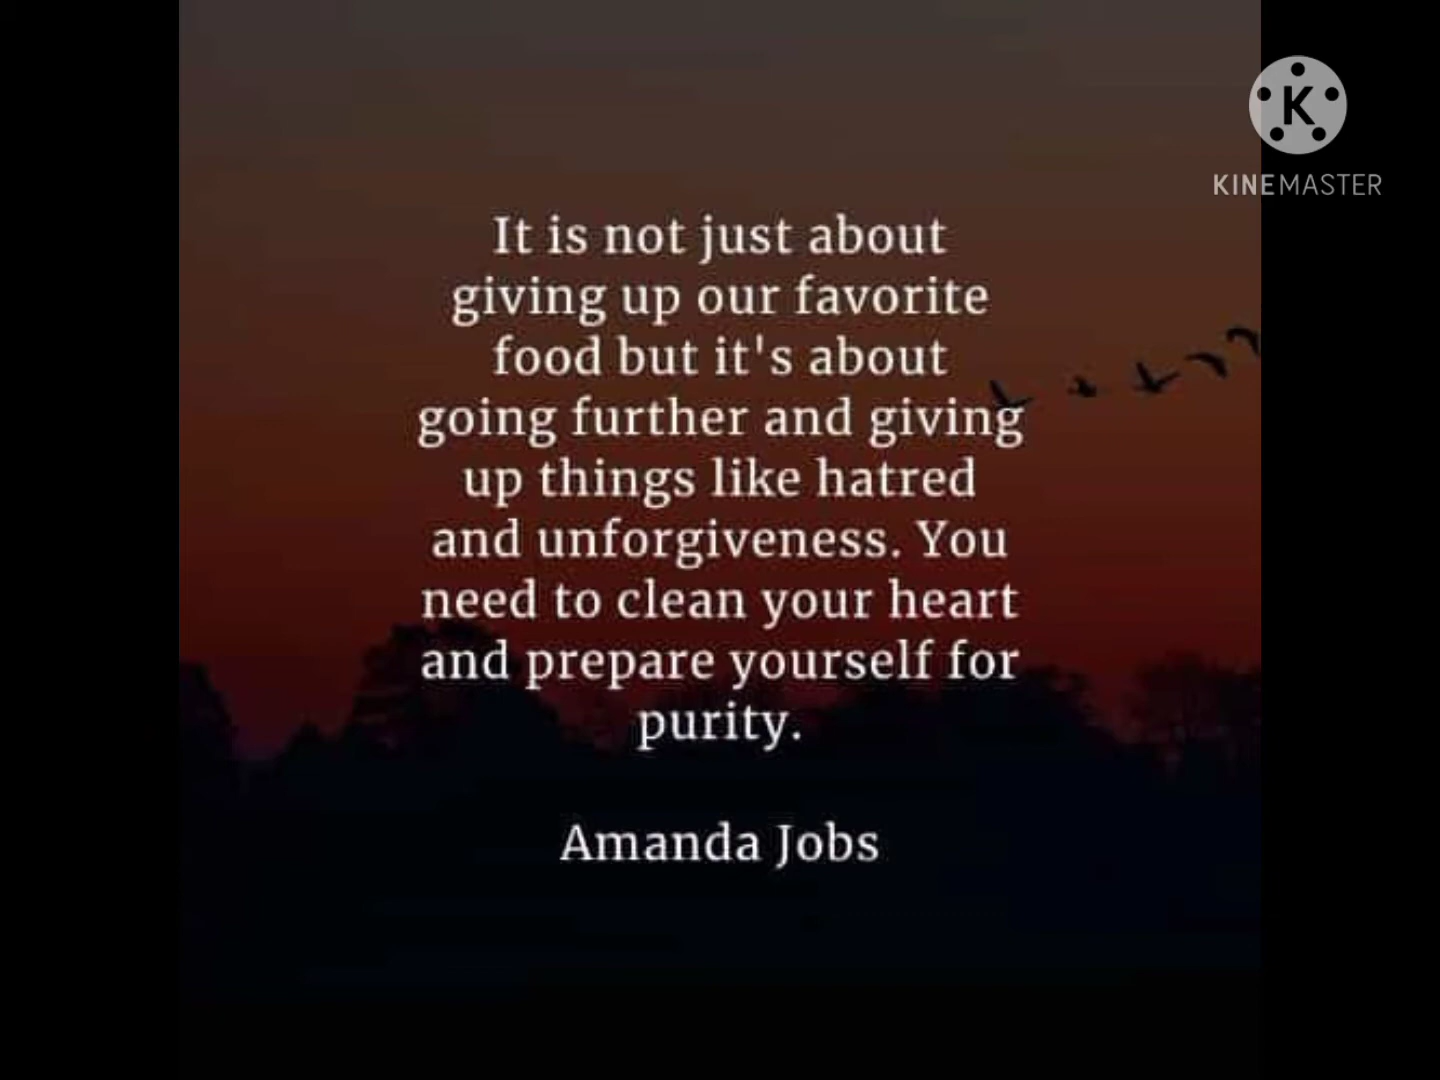 K
KINEMASTER
It is not just about
giving up our favorite
food but it's about
going further and giving
up things like hatred
and unforgiveness. You
need to clean your heart
and prepare yourself for
purity.
Amanda Jobs